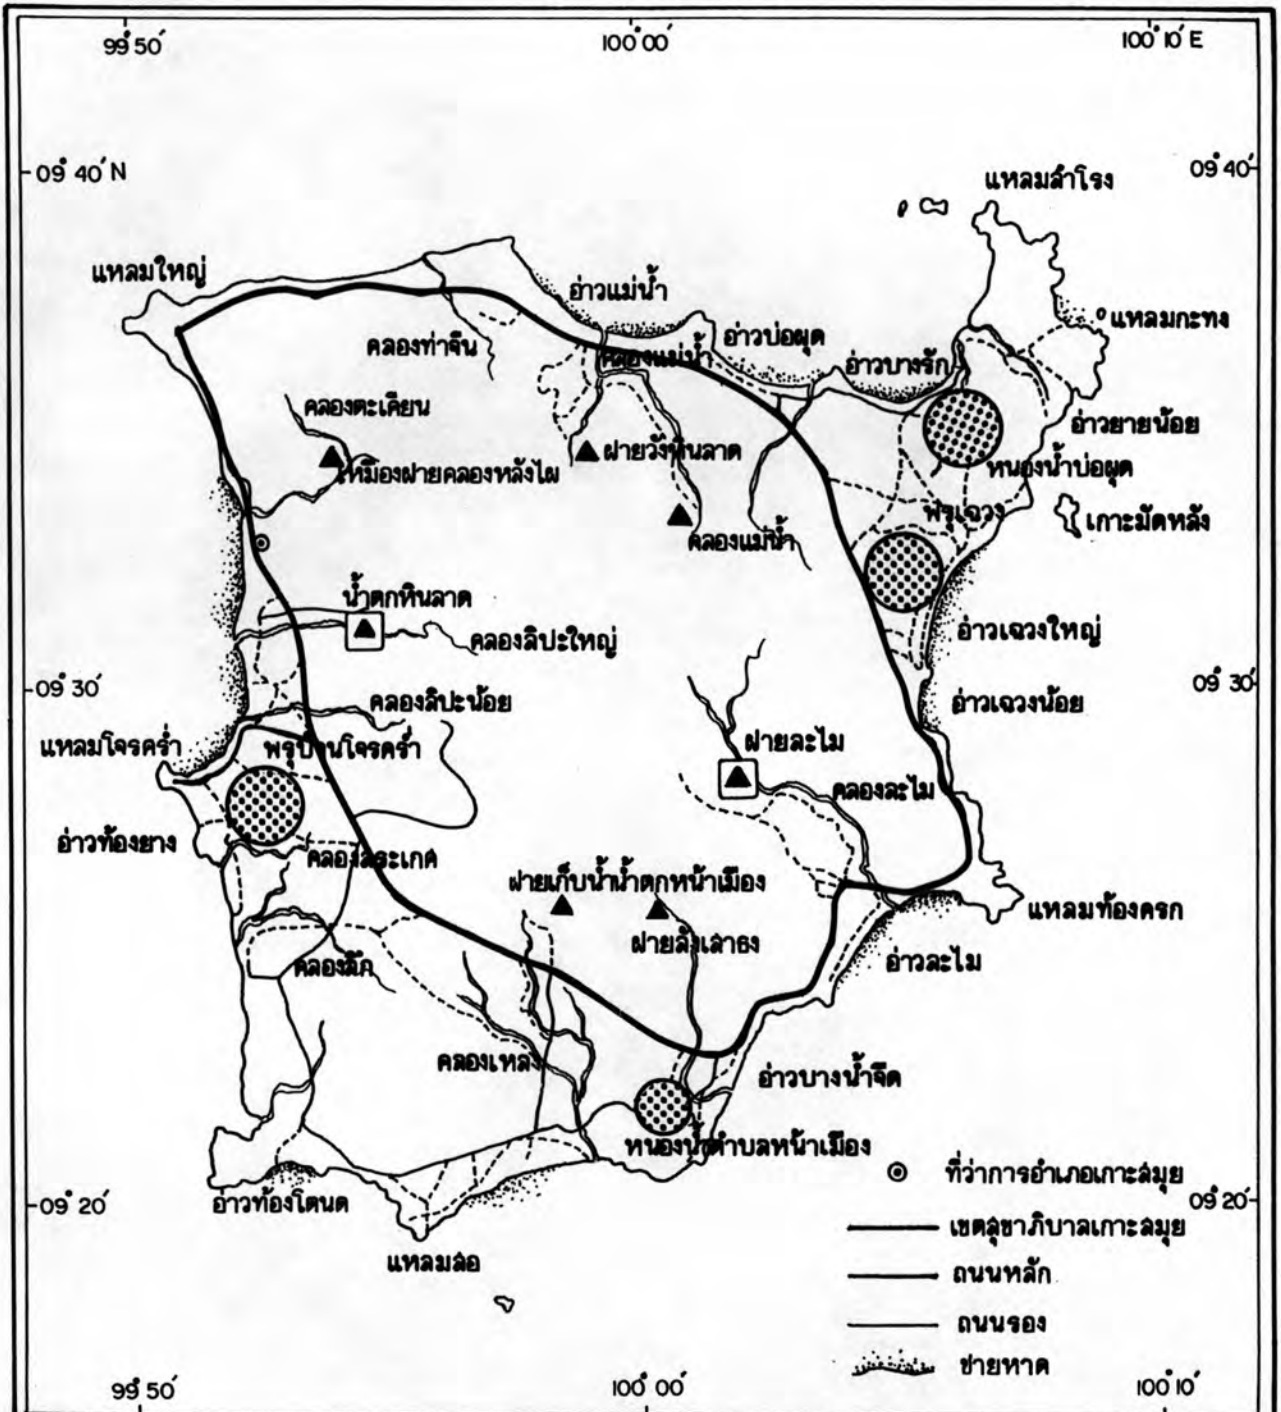 99° 50′
100° 00′
100° 10′ E
09° 40′ N
09° 40′
แหลมสำโรง
แหลมใหญ่
อ่าวแม่น้ำ
แหลมกะทง
อ่าวบ่อผุด
คลองท่าจีน
คลองแม่น้ำ
อ่าวบางรัก
คลองตะเคียน
อ่าวยายน้อย
ฝายวังหินลาด
เหมืองฝายคลองหลังไผ่
หนองน้ำบ่อผุด
พรุเฉวง
เกาะมัดหลัง
คลองแม่น้ำ
น้ำตกหินลาด
คลองลิปะใหญ่
อ่าวเฉวงใหญ่
09° 30′
09° 30′
คลองลิปะน้อย
อ่าวเฉวงน้อย
แหลมโจรคร่ำ
พรุบ้านโจรคร่ำ
ฝายละไม
คลองละไม
อ่าวท้องยาง
คลองสระเกศ
ฝายเก็บน้ำน้ำตกหน้าเมือง
แหลมท้องครก
ฝายลังเสาธง
อ่าวละไม
คลองสัก
คลองเหลง
อ่าวบางน้ำจืด
หนองน้ำตำบลหน้าเมือง
ที่ว่าการอำเภอเกาะสมุย
อ่าวท้องโตนด
09° 20′
09° 20′
เขตสุขาภิบาลเกาะสมุย
แหลมสอ
ถนนหลัก
ถนนรอง
ชายหาด
99° 50′
100° 00′
100° 10′